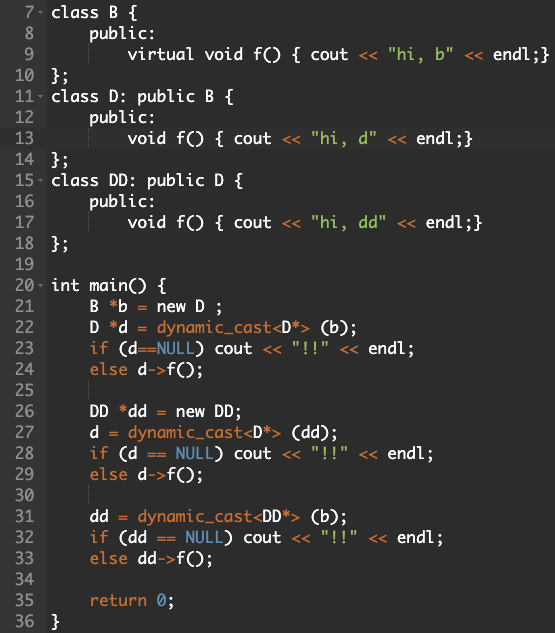 7 class B {
8     public:
9         virtual void f() { cout << "hi, b" << endl;}
10 };
11 class D: public B {
12     public:
13         void f() { cout << "hi, d" << endl;}
14 };
15 class DD: public D {
16     public:
17         void f() { cout << "hi, dd" << endl;}
18 };
19
20 int main() {
21     B *b = new D ;
22     D *d = dynamic_cast<D*> (b);
23     if (d==NULL) cout << "!!" << endl;
24     else d->f();
25
26     DD *dd = new DD;
27     d = dynamic_cast<D*> (dd);
28     if (d == NULL) cout << "!!" << endl;
29     else d->f();
30
31     dd = dynamic_cast<DD*> (b);
32     if (dd == NULL) cout << "!!" << endl;
33     else dd->f();
34
35     return 0;
36 }